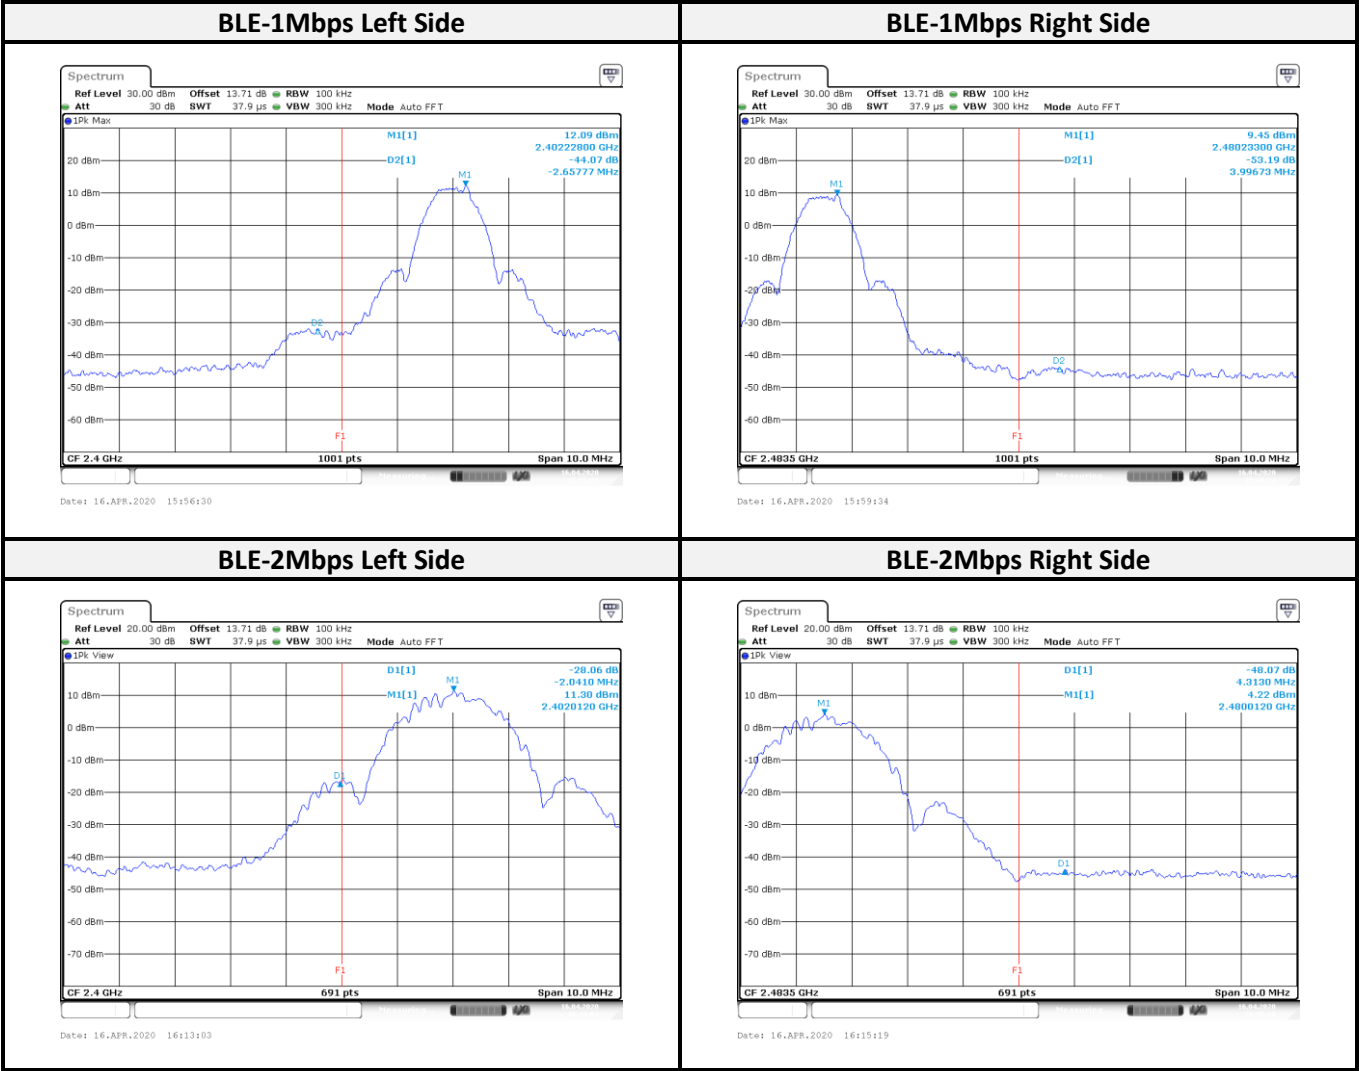 BLE-1Mbps Left Side
Spectrum
Ref Level 30.00 dBm Offset 13.71 dB RBW 100 kHz
Att 30 dB SWT 37.9 µs VBW 300 kHz Mode Auto FFT
1Pk Max
M1[1] 12.09 dBm
2.40222800 GHz
D2[1] -44.07 dB
-2.65777 MHz
20 dBm
M1
10 dBm
0 dBm
-10 dBm
-20 dBm
-30 dBm
D2
-40 dBm
-50 dBm
-60 dBm
F1
CF 2.4 GHz 1001 pts Span 10.0 MHz
Date: 16.APR.2020 15:56:30
BLE-1Mbps Right Side
Spectrum
Ref Level 30.00 dBm Offset 13.71 dB RBW 100 kHz
Att 30 dB SWT 37.9 µs VBW 300 kHz Mode Auto FFT
1Pk Max
M1[1] 9.45 dBm
2.48023300 GHz
D2[1] -53.19 dB
3.99673 MHz
20 dBm
M1
10 dBm
0 dBm
-10 dBm
-20 dBm
-30 dBm
-40 dBm
D2
-50 dBm
-60 dBm
F1
CF 2.4835 GHz 1001 pts Span 10.0 MHz
Date: 16.APR.2020 15:59:34
BLE-2Mbps Left Side
Spectrum
Ref Level 20.00 dBm Offset 13.71 dB RBW 100 kHz
Att 30 dB SWT 37.9 µs VBW 300 kHz Mode Auto FFT
1Pk View
D1[1] -28.06 dB
-2.0410 MHz
M1[1] 11.30 dBm
2.4020120 GHz
M1
10 dBm
0 dBm
-10 dBm
D1
-20 dBm
-30 dBm
-40 dBm
-50 dBm
-60 dBm
-70 dBm
F1
CF 2.4 GHz 691 pts Span 10.0 MHz
Date: 16.APR.2020 16:13:03
BLE-2Mbps Right Side
Spectrum
Ref Level 20.00 dBm Offset 13.71 dB RBW 100 kHz
Att 30 dB SWT 37.9 µs VBW 300 kHz Mode Auto FFT
1Pk View
D1[1] -48.07 dB
4.3130 MHz
M1[1] 4.22 dBm
2.4800120 GHz
10 dBm
M1
0 dBm
-10 dBm
-20 dBm
-30 dBm
-40 dBm
D1
-50 dBm
-60 dBm
-70 dBm
F1
CF 2.4835 GHz 691 pts Span 10.0 MHz
Date: 16.APR.2020 16:15:19